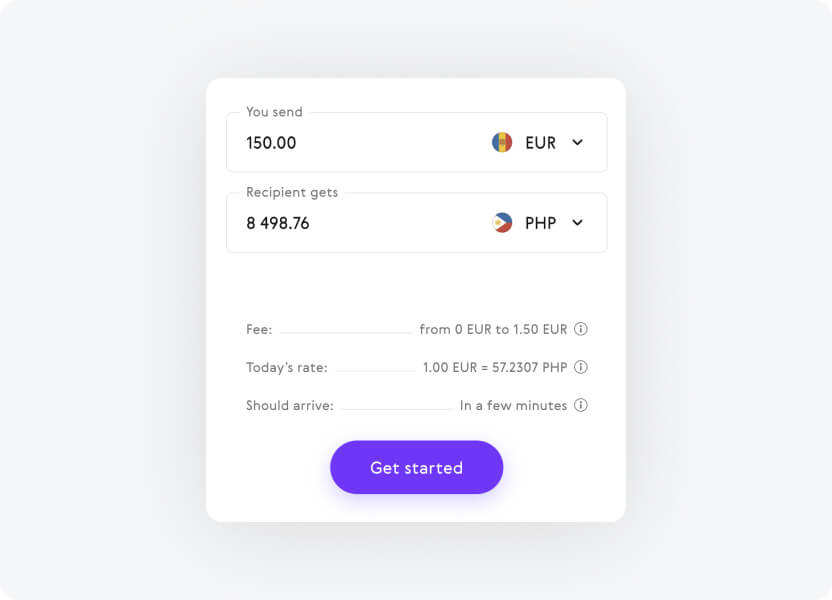 You send
150.00 EUR
Recipient gets
8 498.76 PHP
Fee: from 0 EUR to 1.50 EUR
Today's rate: 1.00 EUR = 57.2307 PHP
Should arrive: In a few minutes
Get started